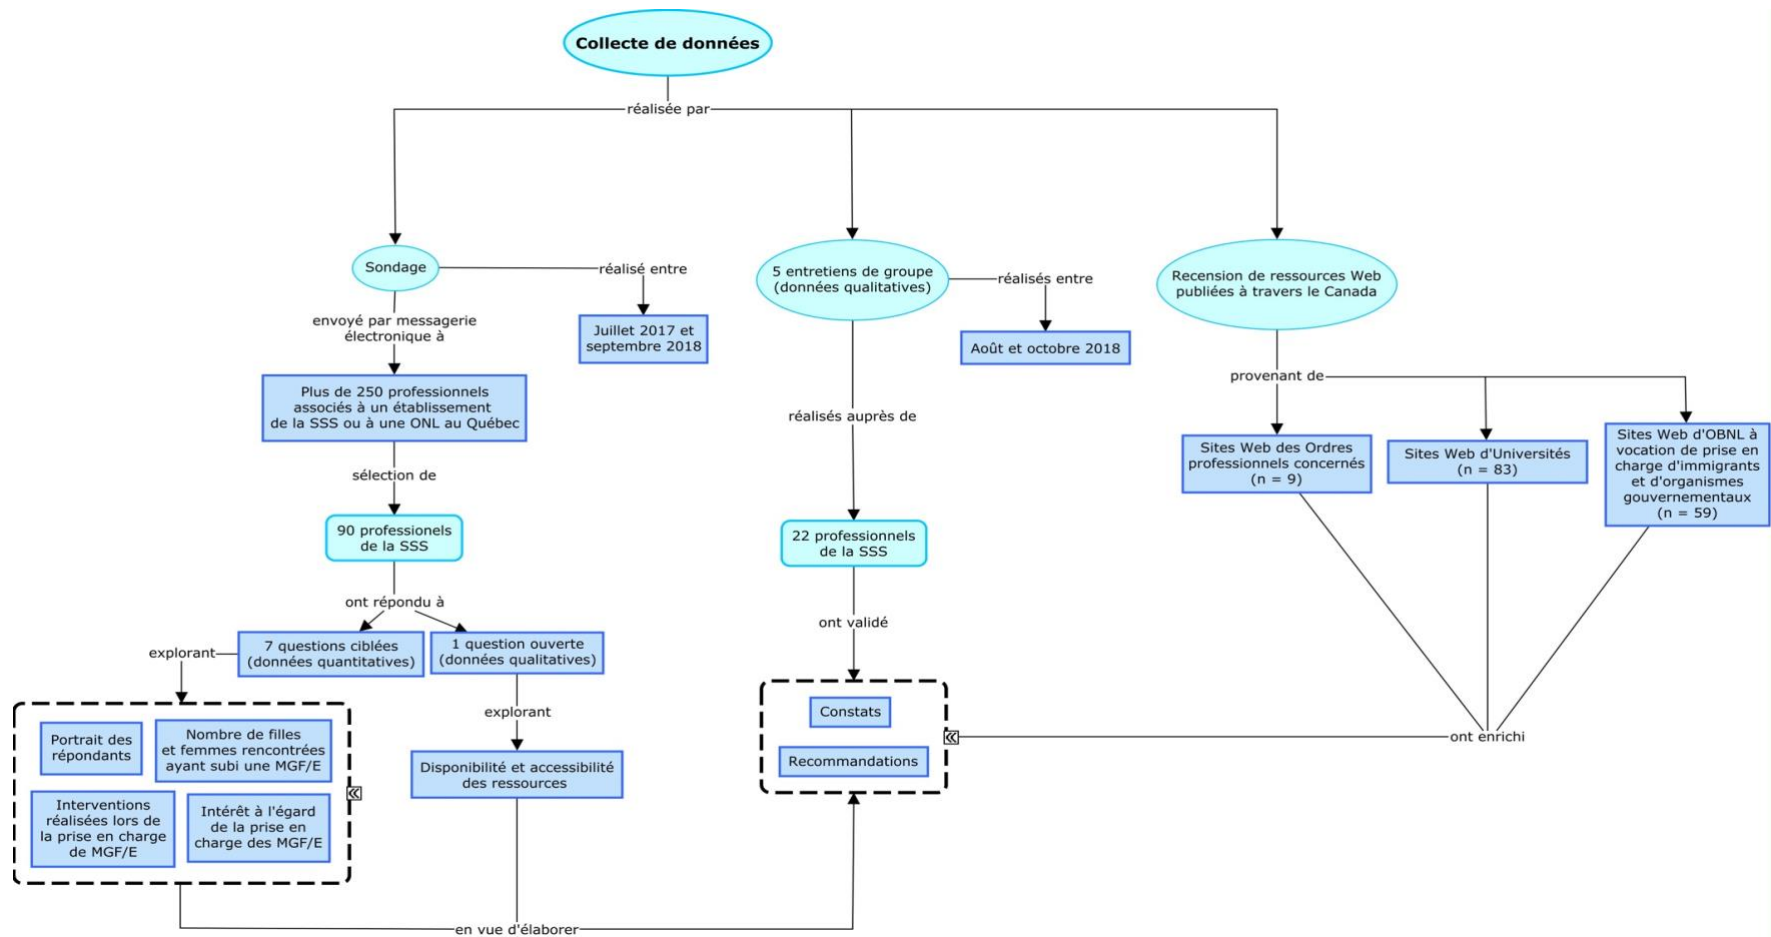 Collecte de données
réalisée par
Sondage
réalisé entre
Juillet 2017 et
septembre 2018
envoyé par messagerie
électronique à
Plus de 250 professionnels
associés à un établissement
de la SSS ou à une ONL au Québec
sélection de
90 professionels
de la SSS
ont répondu à
7 questions ciblées
(données quantitatives)
1 question ouverte
(données qualitatives)
explorant
Portrait des
répondants
Nombre de filles
et femmes rencontrées
ayant subi une MGF/E
Interventions
réalisées lors de
la prise en charge
de MGF/E
Intérêt à l'égard
de la prise en
charge des MGF/E
explorant
Disponibilité et accessibilité
des ressources
en vue d'élaborer
5 entretiens de groupe
(données qualitatives)
réalisés entre
Août et octobre 2018
réalisés auprès de
22 professionnels
de la SSS
ont validé
Constats
Recommandations
Recension de ressources Web
publiées à travers le Canada
provenant de
Sites Web des Ordres
professionnels concernés
(n = 9)
Sites Web d'Universités
(n = 83)
Sites Web d'OBNL à
vocation de prise en
charge d'immigrants
et d'organismes
gouvernementaux
(n = 59)
ont enrichi